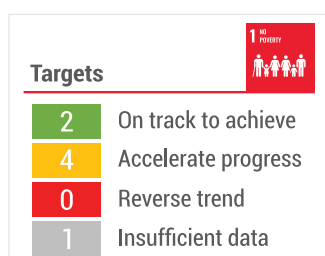 1 NO
POVERTY
Targets
2 On track to achieve
4 Accelerate progress
0 Reverse trend
1 Insufficient data